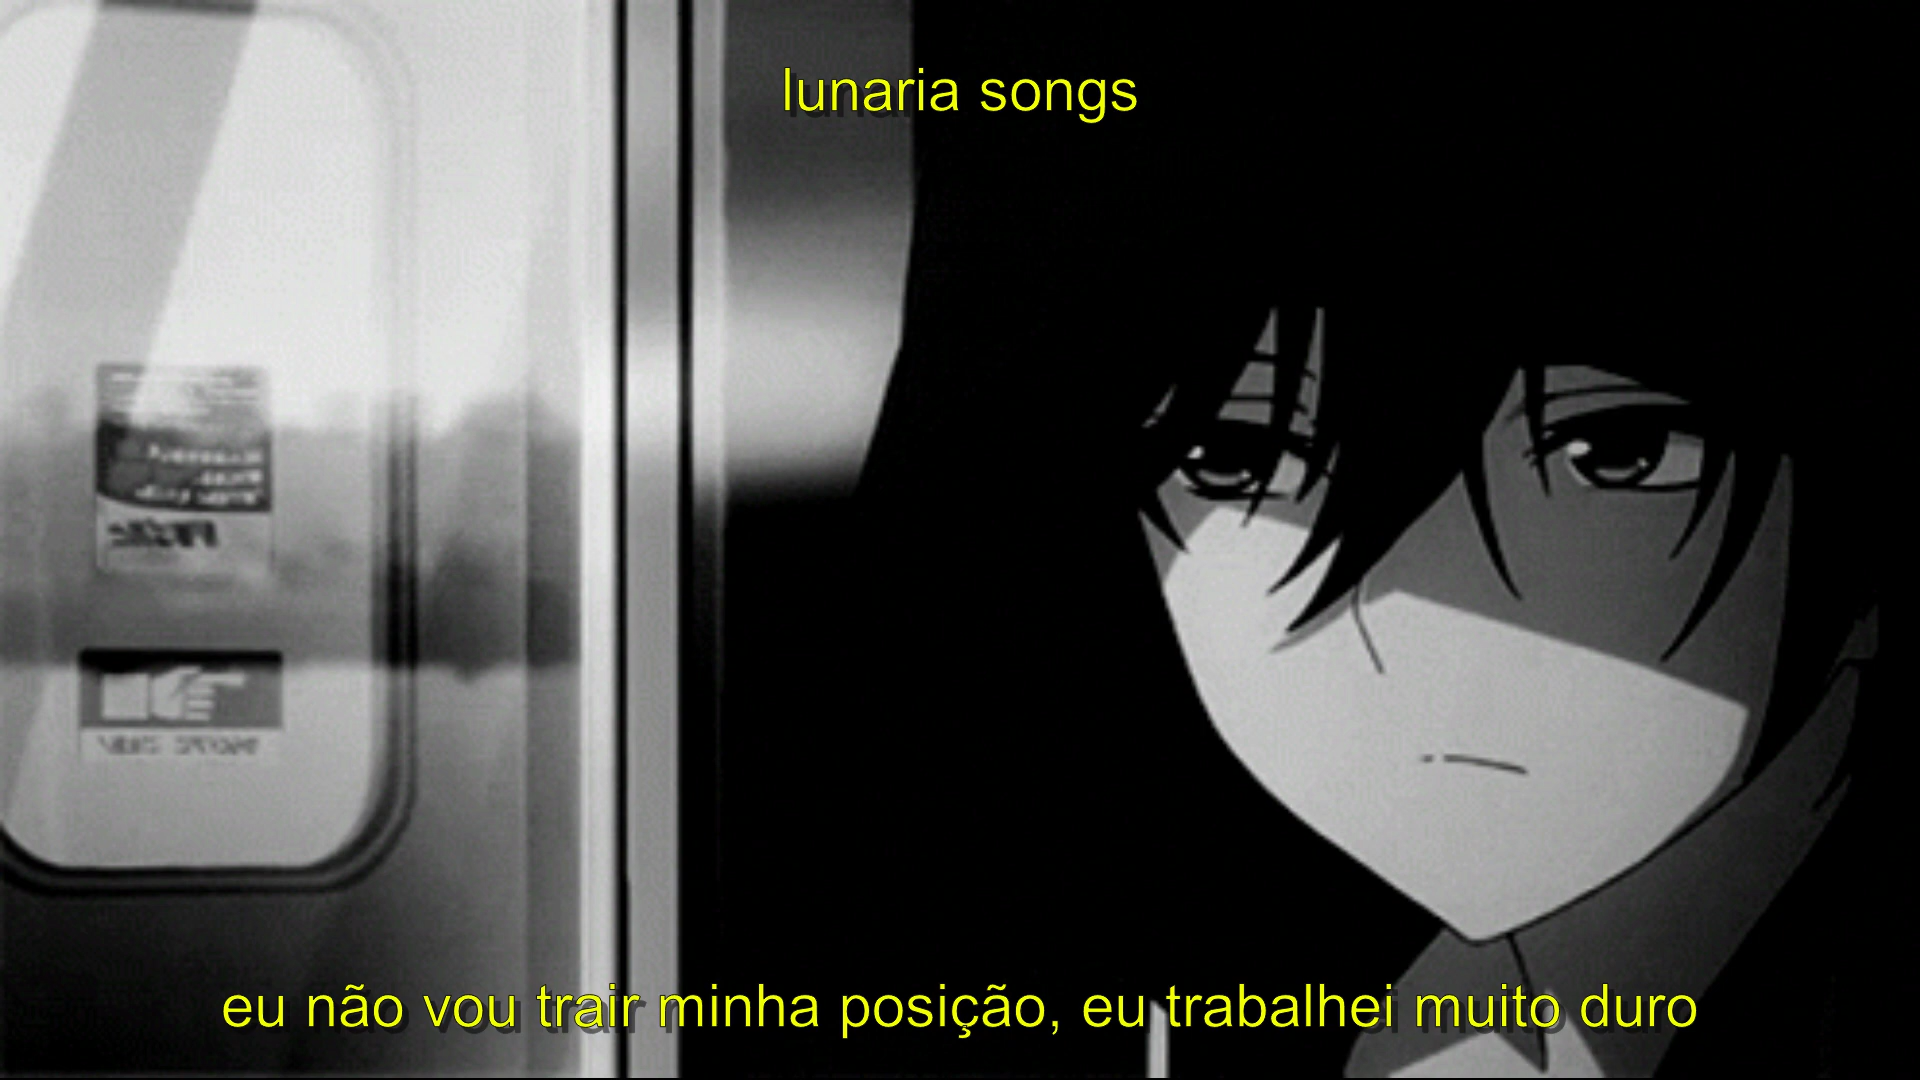 lunaria songs
eu não vou trair minha posição, eu trabalhei muito duro